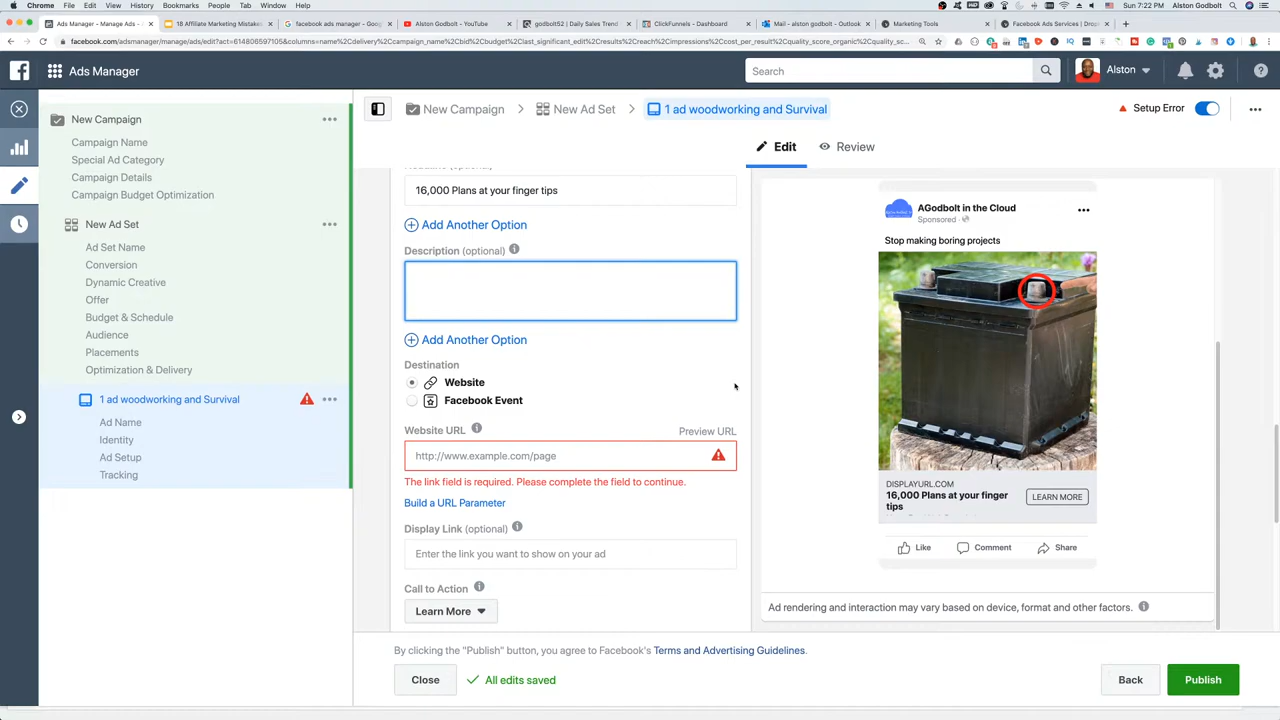 Chrome File Edit View History Bookmarks People Tab Window Help
Sun 7:22 PM Alston Godbolt
Ads Manager - Manage Ads - A
18 Affiliate Marketing Mistakes
facebook ads manager - Goog
Alston Godbolt - YouTube
godbolt52 | Daily Sales Trend
ClickFunnels - Dashboard
Mail - alston godbolt - Outlook
Marketing Tools
Facebook Ads Services | Drop
facebook.com/adsmanager/manage/ads/edit?act=614806597105&columns=delivery%2Ccampaign_name%2Cbid%2Cbudget%2Clast_significant_edit%2Cresults%2Creach%2Cimpressions%2Ccost_per_result%2Cquality_score_organic%2Cquality_sc...
Ads Manager
Search
Alston
New Campaign
Campaign Name
Special Ad Category
Campaign Details
Campaign Budget Optimization
New Ad Set
Ad Set Name
Conversion
Dynamic Creative
Offer
Budget & Schedule
Audience
Placements
Optimization & Delivery
1 ad woodworking and Survival
Ad Name
Identity
Ad Setup
Tracking
New Campaign > New Ad Set > 1 ad woodworking and Survival
Setup Error
Edit
Review
16,000 Plans at your finger tips
Add Another Option
Description (optional)
Add Another Option
Destination
Website
Facebook Event
Website URL
Preview URL
http://www.example.com/page
The link field is required. Please complete the field to continue.
Build a URL Parameter
Display Link (optional)
Enter the link you want to show on your ad
Call to Action
Learn More
AGodbolt in the Cloud
Sponsored
Stop making boring projects
DISPLAYURL.COM
16,000 Plans at your finger
tips
LEARN MORE
Like
Comment
Share
Ad rendering and interaction may vary based on device, format and other factors.
By clicking the "Publish" button, you agree to Facebook's Terms and Advertising Guidelines.
Close
All edits saved
Back
Publish